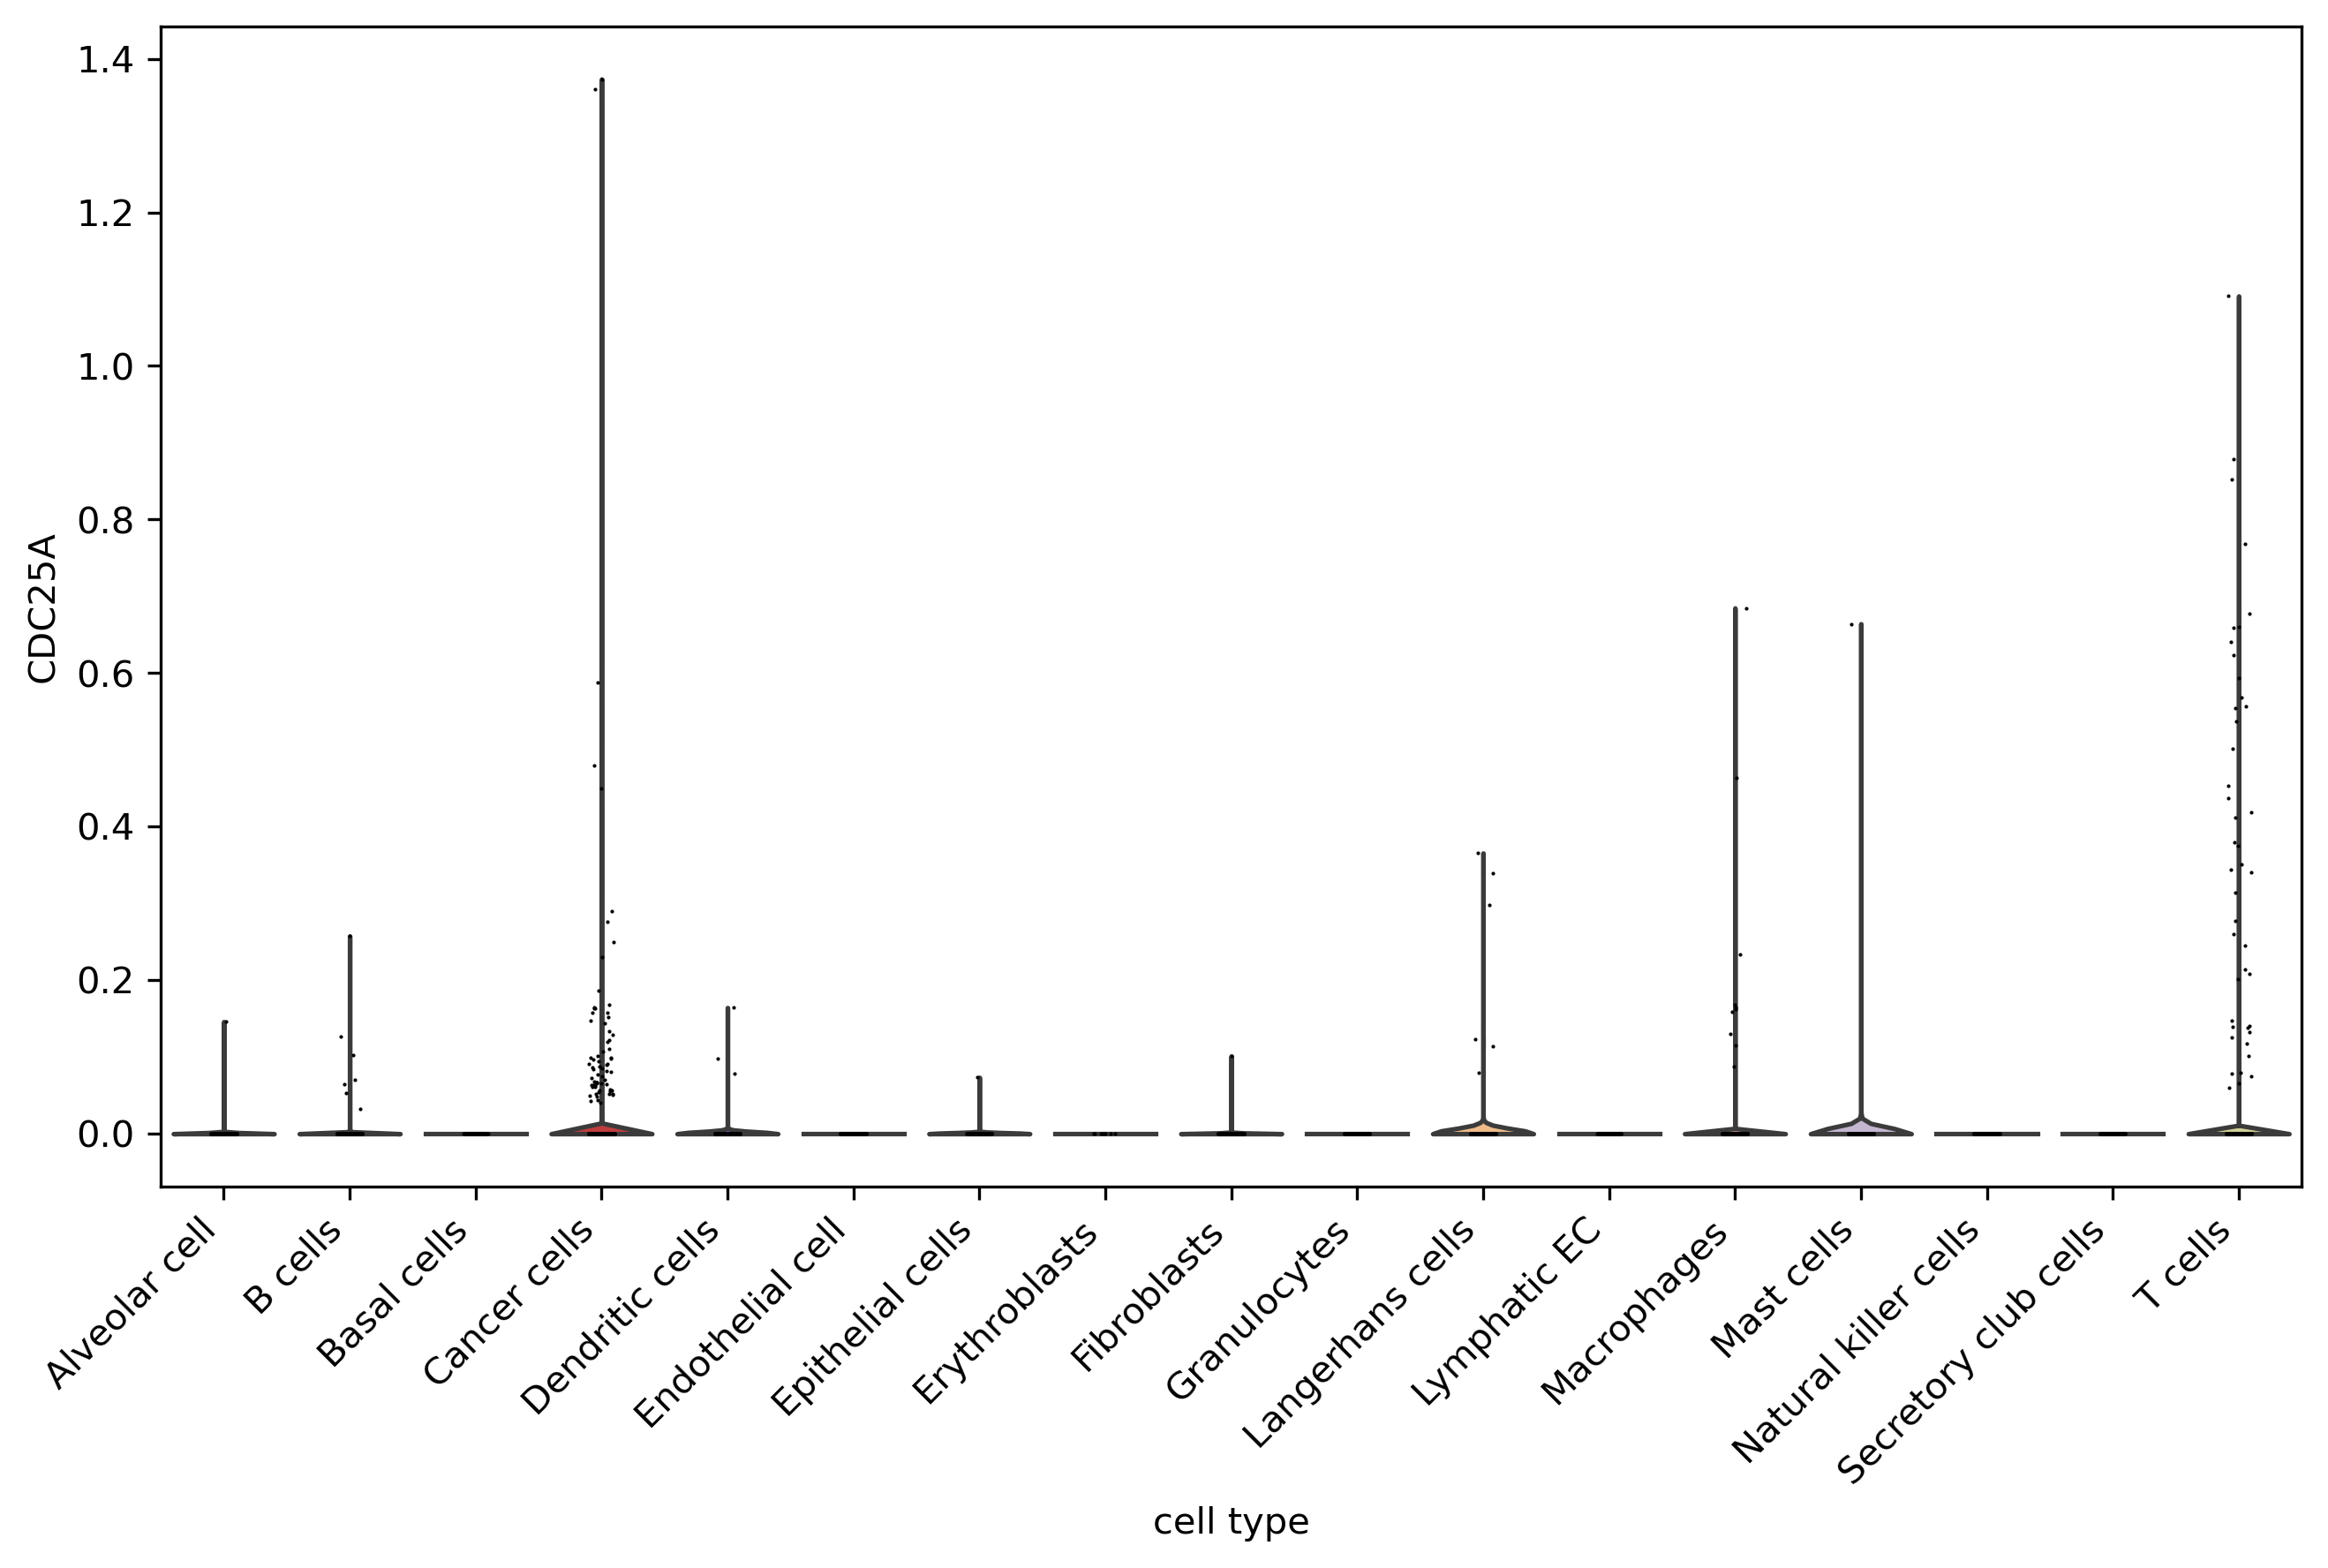 1.4
1.2
1.0
0.8
0.6
0.4
0.2
0.0
CDC25A
Alveolar cell
B cells
Basal cells
Cancer cells
Dendritic cells
Endothelial cell
Epithelial cells
Erythroblasts
Fibroblasts
Granulocytes
Langerhans cells
Lymphatic EC
Macrophages
Mast cells
Natural killer cells
Secretory club cells
T cells
cell type